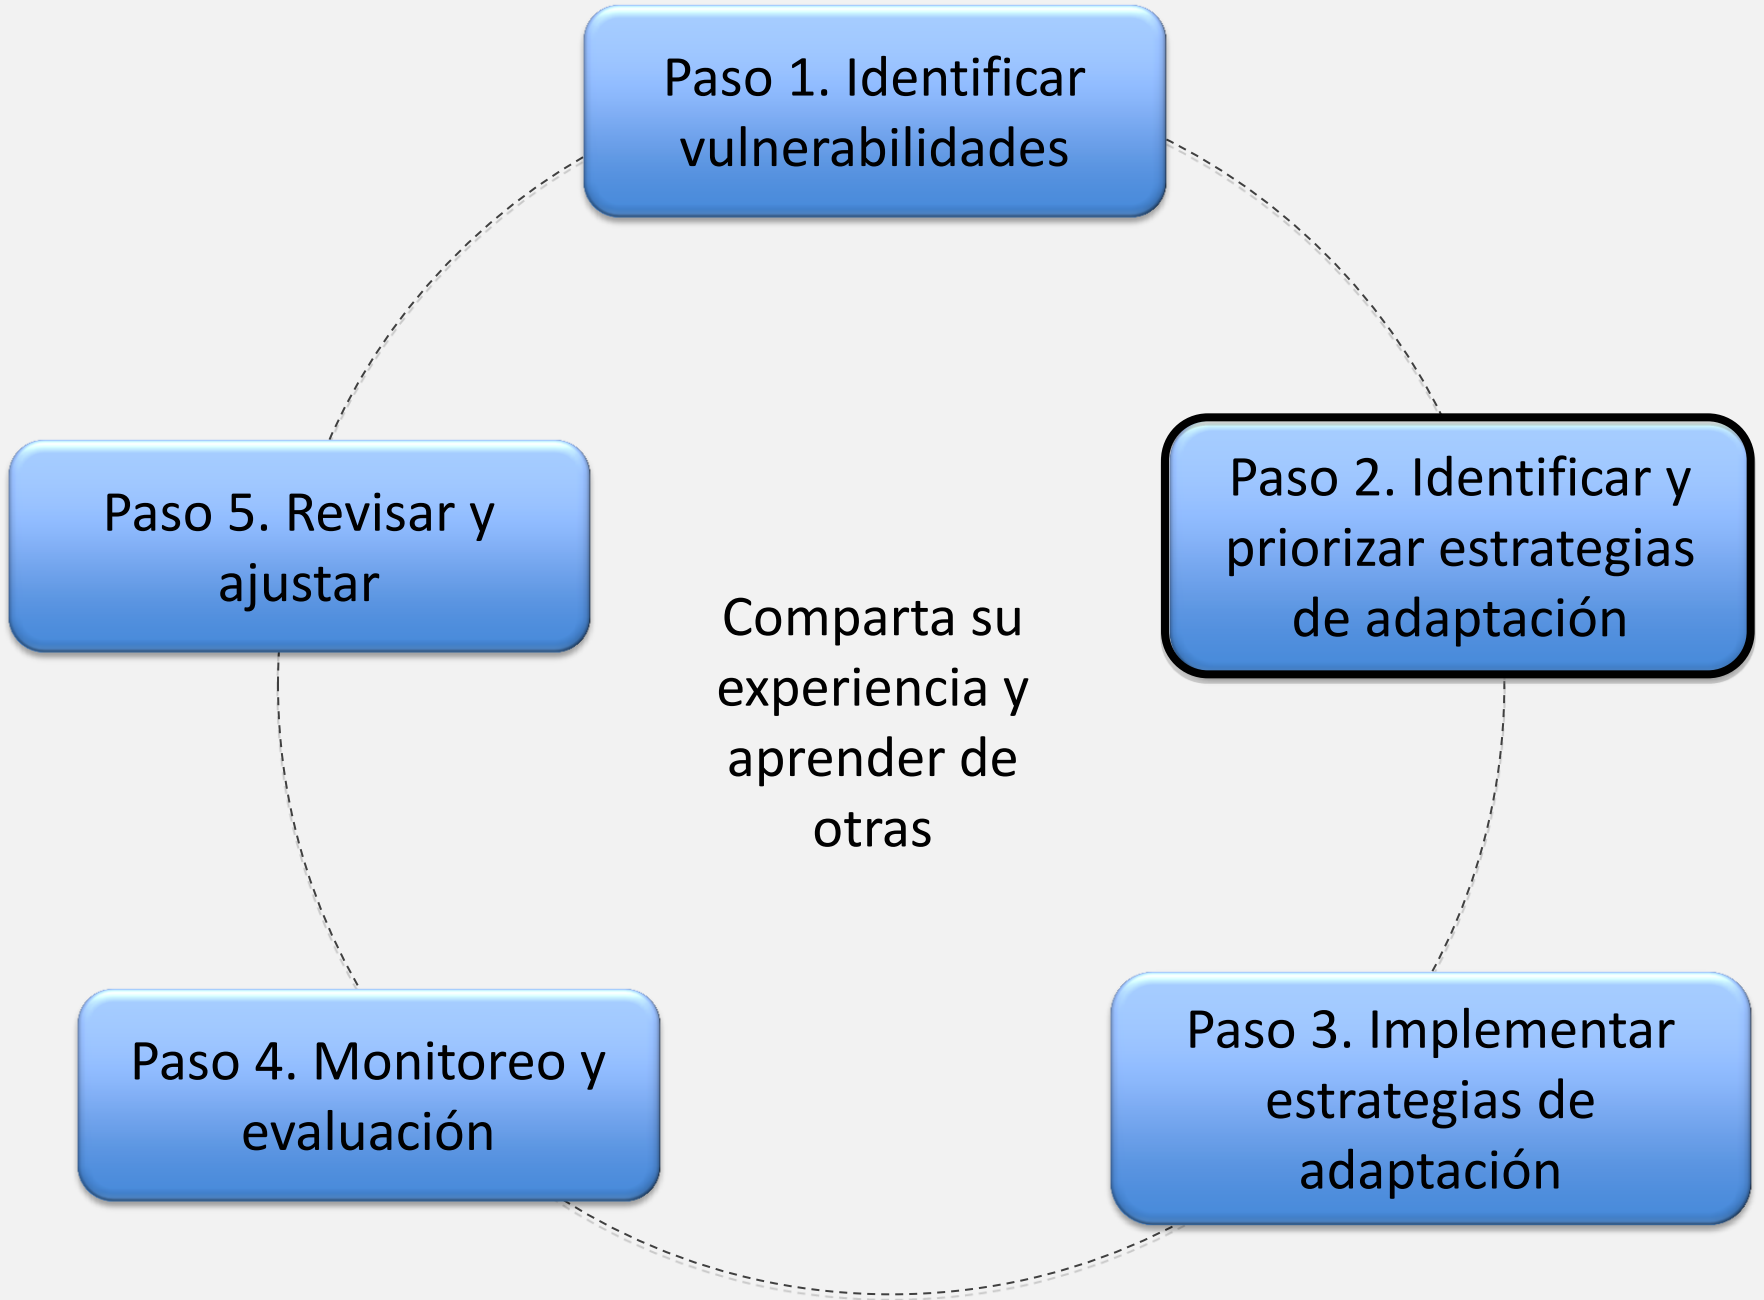 Paso 1. Identificar
vulnerabilidades
Paso 2. Identificar y
priorizar estrategias
de adaptación
Paso 3. Implementar
estrategias de
adaptación
Paso 4. Monitoreo y
evaluación
Paso 5. Revisar y
ajustar
Comparta su
experiencia y
aprender de
otras